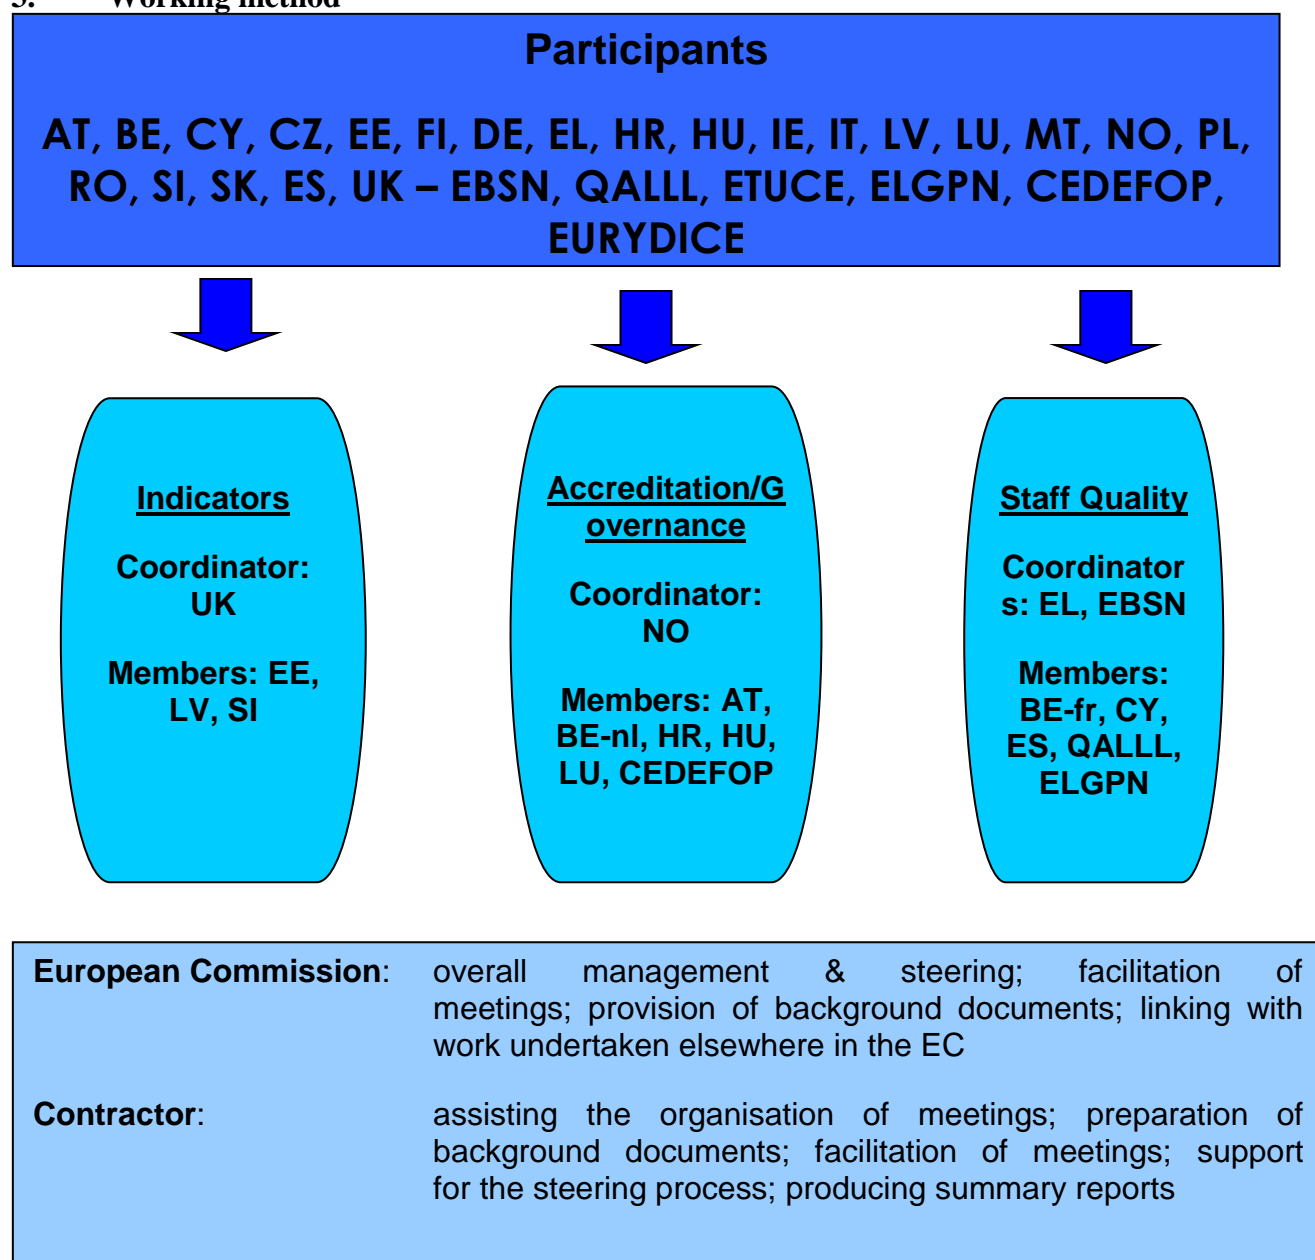 3. Working method
Participants
AT, BE, CY, CZ, EE, FI, DE, EL, HR, HU, IE, IT, LV, LU, MT, NO, PL,
RO, SI, SK, ES, UK – EBSN, QALLL, ETUCE, ELGPN, CEDEFOP,
EURYDICE
Indicators
Coordinator:
UK
Members: EE,
LV, SI
Accreditation/G
overnance
Coordinator:
NO
Members: AT,
BE-nl, HR, HU,
LU, CEDEFOP
Staff Quality
Coordinator
s: EL, EBSN
Members:
BE-fr, CY,
ES, QALLL,
ELGPN
European Commission: overall management & steering; facilitation of
meetings; provision of background documents; linking with
work undertaken elsewhere in the EC
Contractor: assisting the organisation of meetings; preparation of
background documents; facilitation of meetings; support
for the steering process; producing summary reports